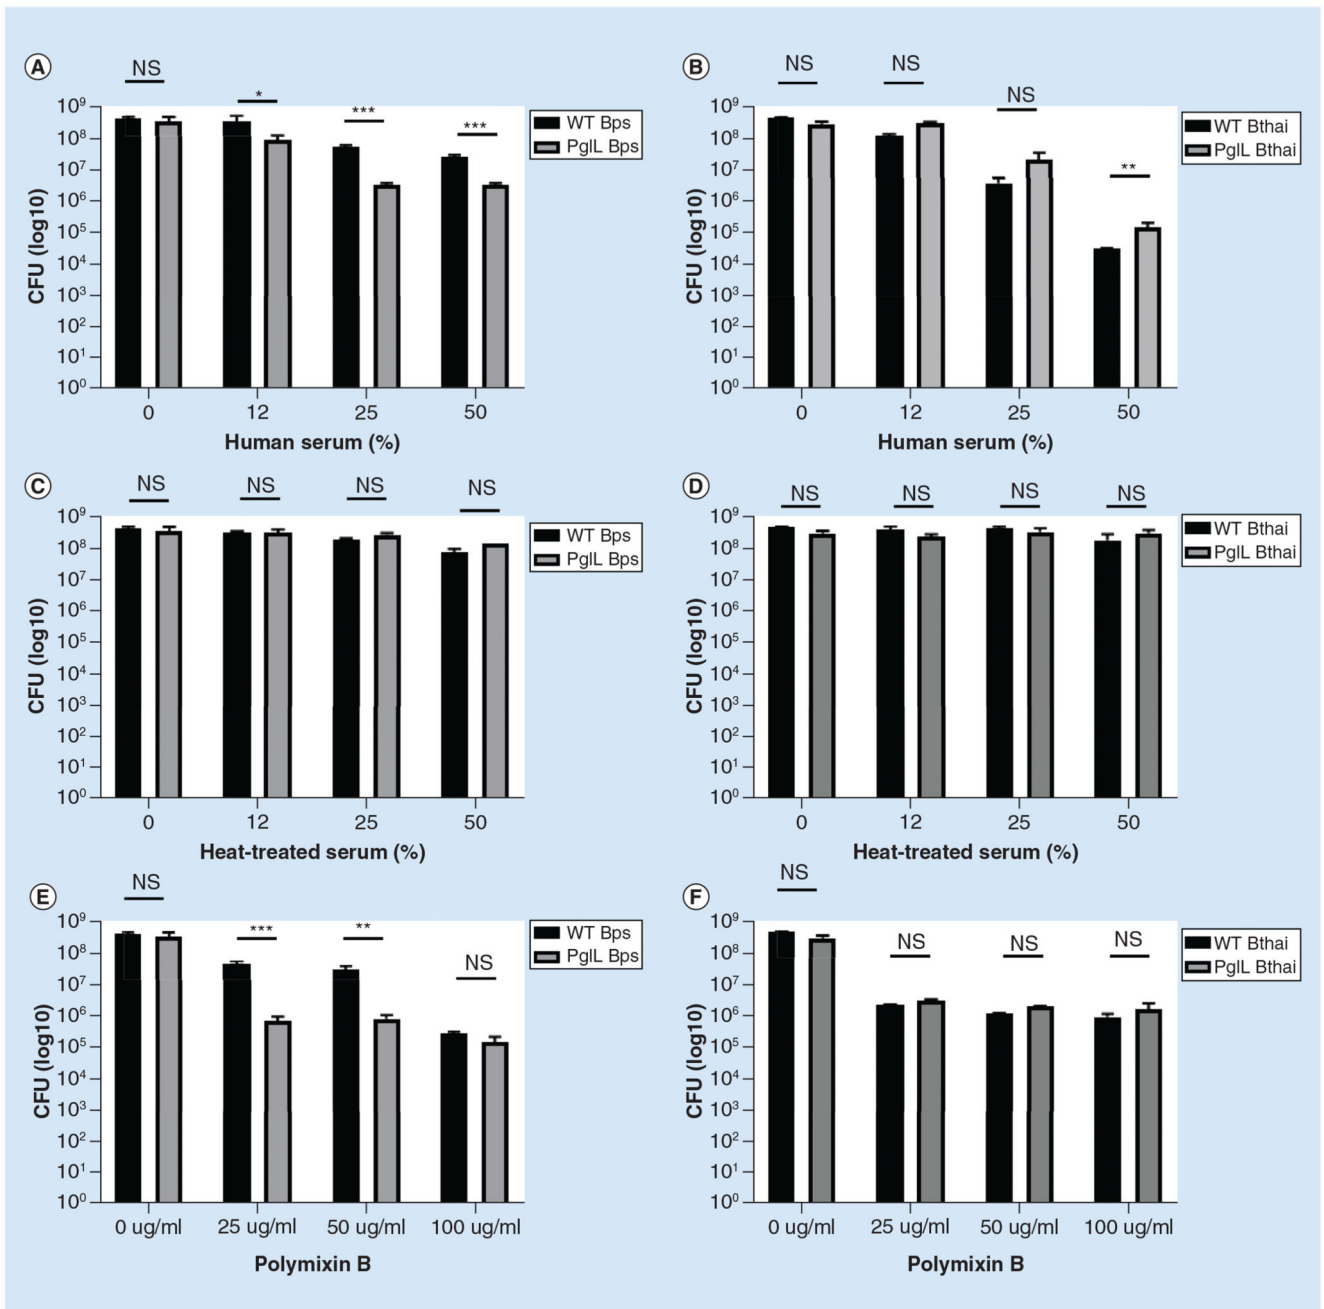 A
NS
*
***
***
10⁹
10⁸
10⁷
10⁶
10⁵
10⁴
10³
10²
10¹
10⁰
CFU (log10)
WT Bps
PglL Bps
0 12 25 50
Human serum (%)
B
NS
NS
NS
**
10⁹
10⁸
10⁷
10⁶
10⁵
10⁴
10³
10²
10¹
10⁰
CFU (log10)
WT Bthai
PglL Bthai
0 12 25 50
Human serum (%)
C
NS
NS
NS
NS
10⁹
10⁸
10⁷
10⁶
10⁵
10⁴
10³
10²
10¹
10⁰
CFU (log10)
WT Bps
PglL Bps
0 12 25 50
Heat-treated serum (%)
D
NS
NS
NS
NS
10⁹
10⁸
10⁷
10⁶
10⁵
10⁴
10³
10²
10¹
10⁰
CFU (log10)
WT Bthai
PglL Bthai
0 12 25 50
Heat-treated serum (%)
E
NS
***
**
NS
10⁹
10⁸
10⁷
10⁶
10⁵
10⁴
10³
10²
10¹
10⁰
CFU (log10)
WT Bps
PglL Bps
0 ug/ml 25 ug/ml 50 ug/ml 100 ug/ml
Polymixin B
F
NS
NS
NS
NS
10⁹
10⁸
10⁷
10⁶
10⁵
10⁴
10³
10²
10¹
10⁰
CFU (log10)
WT Bthai
PglL Bthai
0 ug/ml 25 ug/ml 50 ug/ml 100 ug/ml
Polymixin B